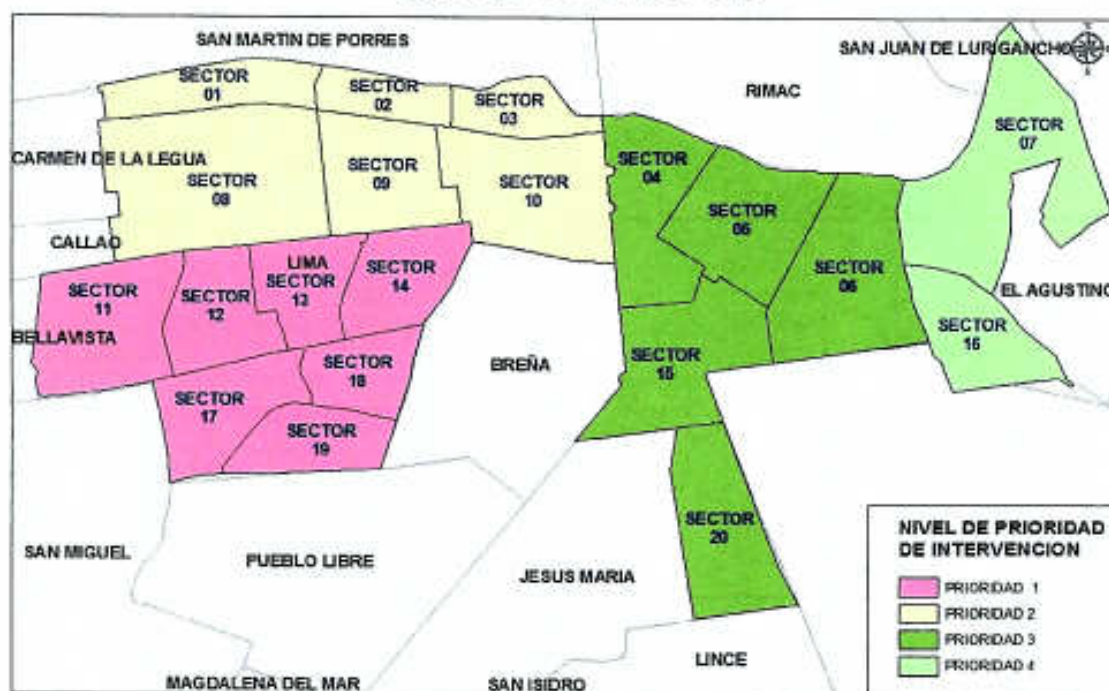 SAN MARTIN DE PORRES
SAN JUAN DE LURIGANCHO
RIMAC
SECTOR
01
SECTOR
02
SECTOR
03
CARMEN DE LA LEGUA
SECTOR
08
SECTOR
09
SECTOR
10
SECTOR
04
SECTOR
05
SECTOR
06
SECTOR
07
CALLAO
BELLAVISTA
SECTOR
11
SECTOR
12
LIMA
SECTOR
13
SECTOR
14
EL AGUSTINO
SECTOR
16
BREÑA
SECTOR
15
SECTOR
17
SECTOR
18
SECTOR
19
SECTOR
20
SAN MIGUEL
PUEBLO LIBRE
JESUS MARIA
LINCE
MAGDALENA DEL MAR
SAN ISIDRO
NIVEL DE PRIORIDAD
DE INTERVENCION
PRIORIDAD 1
PRIORIDAD 2
PRIORIDAD 3
PRIORIDAD 4